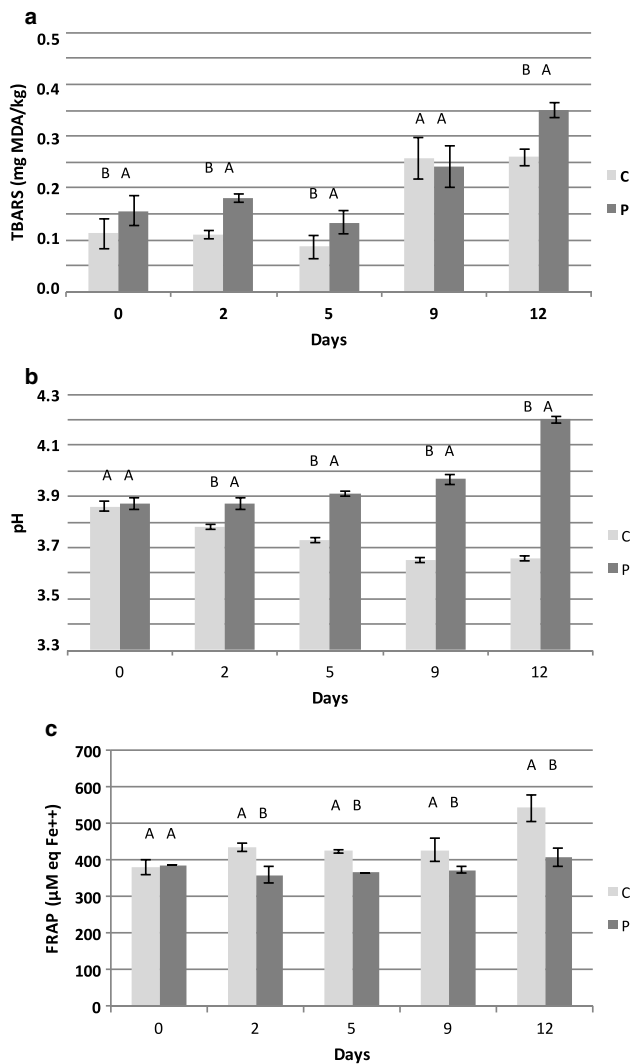 a
0.5
0.4
0.3
0.2
0.1
0.0
TBARS (mg MDA/kg)
B A
B A
B A
A A
B A
0 2 5 9 12
Days
C
P
b
4.3
4.1
3.9
3.7
3.5
3.3
pH
A A
B A
B A
B A
B A
0 2 5 9 12
Days
C
P
c
700
600
500
400
300
200
100
0
FRAP (µM eq Fe++)
A A
A B
A B
A B
A B
0 2 5 9 12
Days
C
P